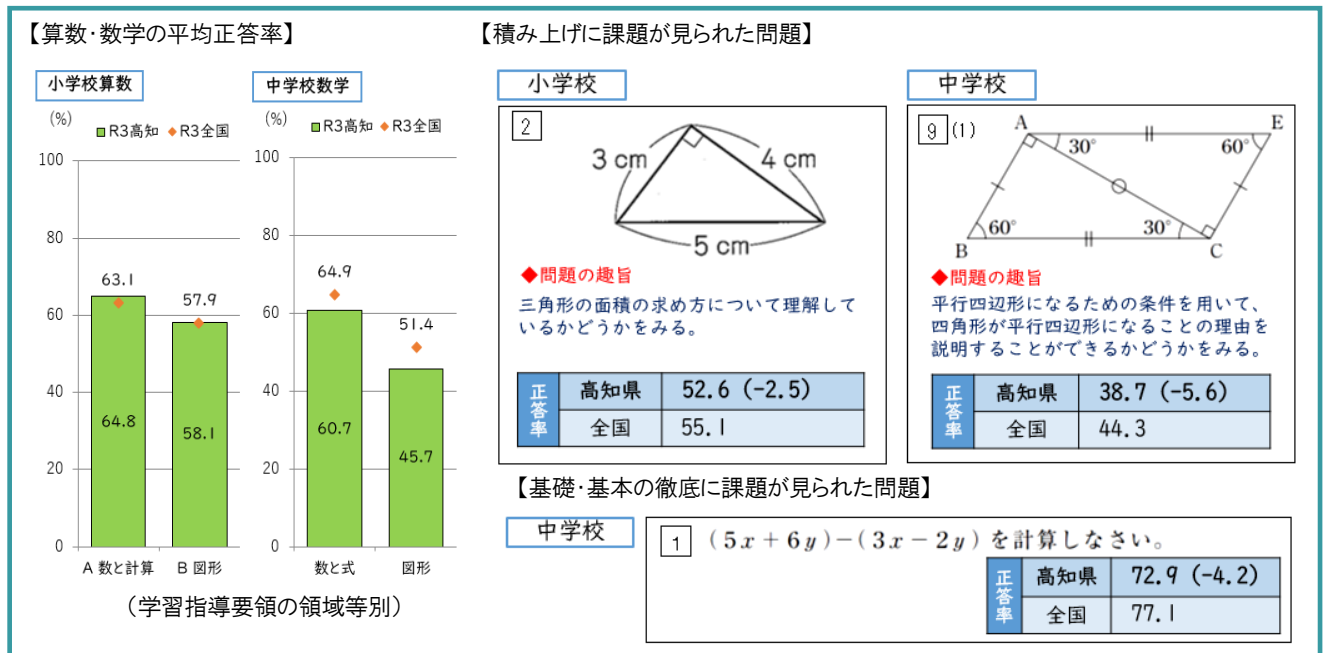 【算数・数学の平均正答率】
小学校算数
(%)
R3高知 R3全国
100
80
60
40
20
0
63.1
57.9
64.8
58.1
A 数と計算 B 図形
中学校数学
(%)
R3高知 R3全国
100
80
60
40
20
0
64.9
51.4
60.7
45.7
数と式 図形
（学習指導要領の領域等別）
【積み上げに課題が見られた問題】
小学校
2
3 cm 4 cm
5 cm
◆問題の趣旨
三角形の面積の求め方について理解して
いるかどうかをみる。
正答率
高知県 52.6 (-2.5)
全国 55.1
中学校
9 (1)
A E
30° 60°
60° 30°
B C
◆問題の趣旨
平行四辺形になるための条件を用いて、
四角形が平行四辺形になることの理由を
説明することができるかどうかをみる。
正答率
高知県 38.7 (-5.6)
全国 44.3
【基礎・基本の徹底に課題が見られた問題】
中学校
1 (5x+6y)-(3x-2y) を計算しなさい。
正答率
高知県 72.9 (-4.2)
全国 77.1